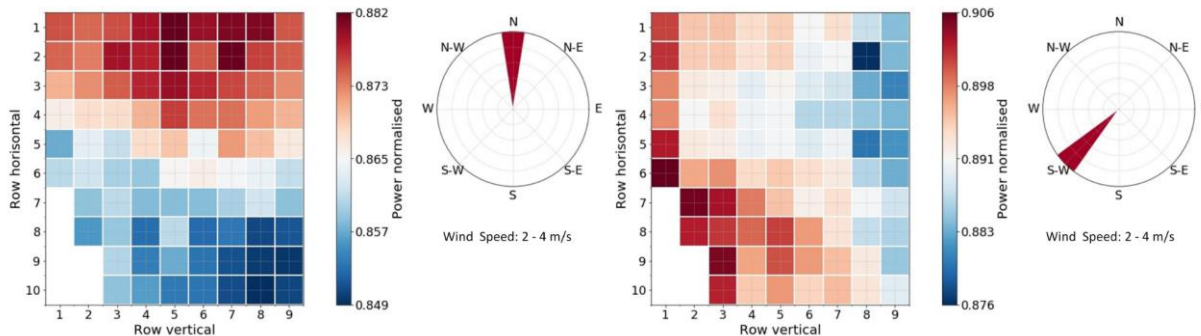 1
2
3
4
5
6
7
8
9
10
Row horisontal
1 2 3 4 5 6 7 8 9
Row vertical
0.882
0.873
0.865
0.857
0.849
Power normalised
N
N-W N-E
W E
S-W S-E
S
Wind Speed: 2 - 4 m/s
1
2
3
4
5
6
7
8
9
10
Row horisontal
1 2 3 4 5 6 7 8 9
Row vertical
0.906
0.898
0.891
0.883
0.876
Power normalised
N
N-W N-E
W E
S-W S-E
S
Wind Speed: 2 - 4 m/s